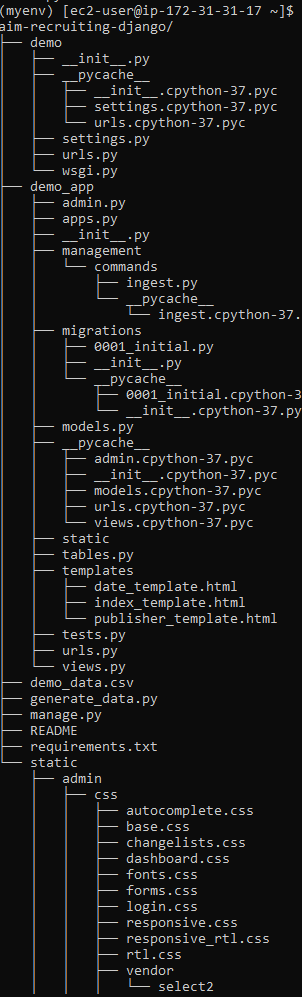 (myenv) [ec2-user@ip-172-31-31-17 ~]$
aim-recruiting-django/
├── demo
│   ├── __init__.py
│   ├── __pycache__
│   │   ├── __init__.cpython-37.pyc
│   │   ├── settings.cpython-37.pyc
│   │   └── urls.cpython-37.pyc
│   ├── settings.py
│   ├── urls.py
│   └── wsgi.py
├── demo_app
│   ├── admin.py
│   ├── apps.py
│   ├── __init__.py
│   ├── management
│   │   └── commands
│   │       ├── ingest.py
│   │       └── __pycache__
│   │           └── ingest.cpython-37.
│   ├── migrations
│   │   ├── 0001_initial.py
│   │   ├── __init__.py
│   │   └── __pycache__
│   │       ├── 0001_initial.cpython-3
│   │       └── __init__.cpython-37.py
│   ├── models.py
│   ├── __pycache__
│   │   ├── admin.cpython-37.pyc
│   │   ├── __init__.cpython-37.pyc
│   │   ├── models.cpython-37.pyc
│   │   ├── urls.cpython-37.pyc
│   │   └── views.cpython-37.pyc
│   ├── static
│   ├── tables.py
│   ├── templates
│   │   ├── date_template.html
│   │   ├── index_template.html
│   │   └── publisher_template.html
│   ├── tests.py
│   ├── urls.py
│   └── views.py
├── demo_data.csv
├── generate_data.py
├── manage.py
├── README
├── requirements.txt
└── static
│   ├── admin
│   │   ├── css
│   │   │   ├── autocomplete.css
│   │   │   ├── base.css
│   │   │   ├── changelists.css
│   │   │   ├── dashboard.css
│   │   │   ├── fonts.css
│   │   │   ├── forms.css
│   │   │   ├── login.css
│   │   │   ├── responsive.css
│   │   │   ├── responsive_rtl.css
│   │   │   ├── rtl.css
│   │   │   └── vendor
│   │   │       └── select2